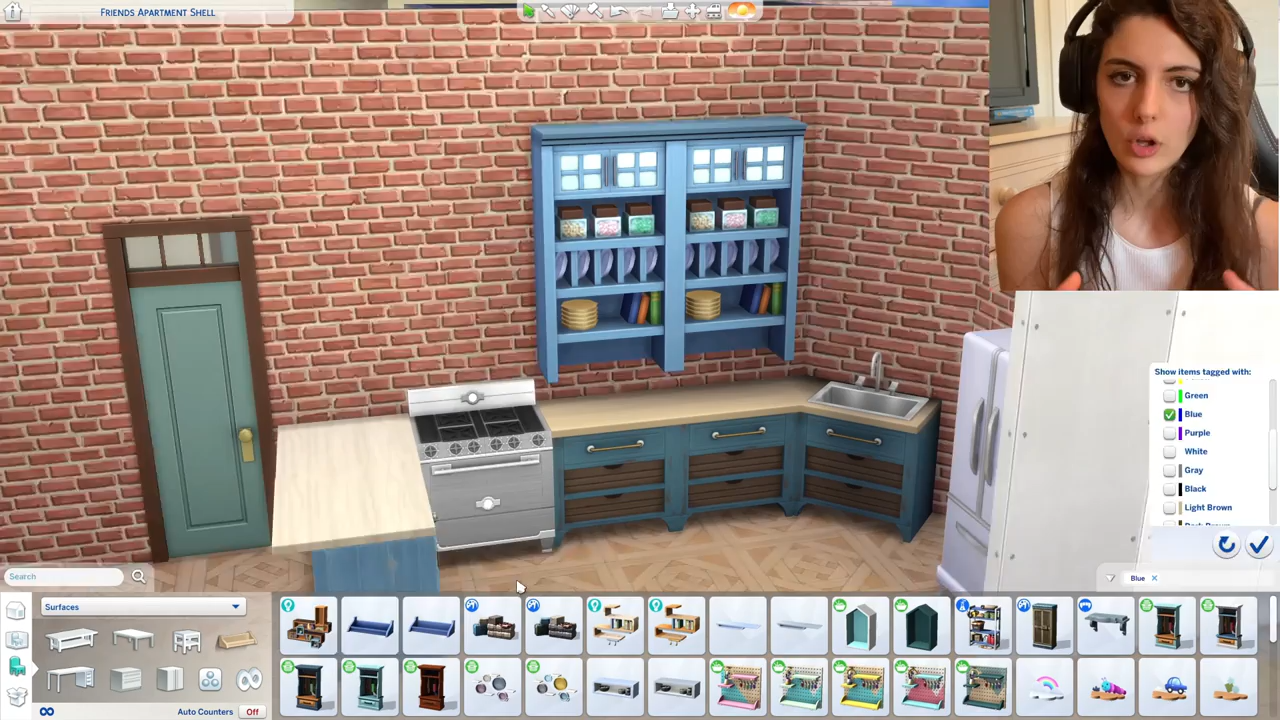 FRIENDS APARTMENT SHELL
Show items tagged with:
Green
Blue
Purple
White
Gray
Black
Light Brown
Blue
Search
Surfaces
Auto Counters
Off